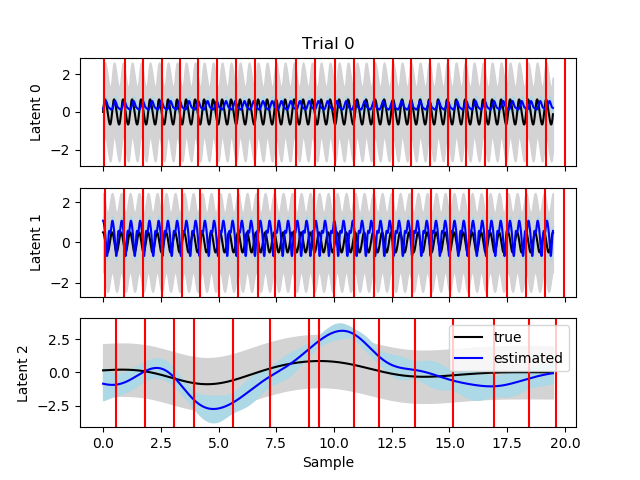 Trial 0
Latent 0
2
0
−2
Latent 1
2
0
−2
Latent 2
2.5
0.0
−2.5
true
estimated
0.0 2.5 5.0 7.5 10.0 12.5 15.0 17.5 20.0
Sample